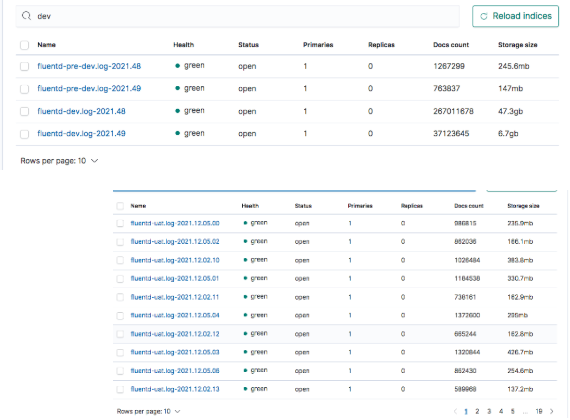 dev
Reload indices
Name Health Status Primaries Replicas Docs count Storage size
fluentd-pre-dev.log-2021.48 green open 1 0 1267299 245.6mb
fluentd-pre-dev.log-2021.49 green open 1 0 763837 147mb
fluentd-dev.log-2021.48 green open 1 0 267011678 47.3gb
fluentd-dev.log-2021.49 green open 1 0 37123645 6.7gb
Rows per page: 10
Name Health Status Primaries Replicas Docs count Storage size
fluentd-uat.log-2021.12.05.00 green open 1 0 986815 235.9mb
fluentd-uat.log-2021.12.05.02 green open 1 0 862036 166.1mb
fluentd-uat.log-2021.12.02.10 green open 1 0 1026484 383.8mb
fluentd-uat.log-2021.12.05.01 green open 1 0 1184538 330.7mb
fluentd-uat.log-2021.12.02.11 green open 1 0 738161 162.9mb
fluentd-uat.log-2021.12.05.04 green open 1 0 1372600 295mb
fluentd-uat.log-2021.12.02.12 green open 1 0 665244 162.8mb
fluentd-uat.log-2021.12.05.03 green open 1 0 1320844 426.7mb
fluentd-uat.log-2021.12.05.06 green open 1 0 862430 254.6mb
fluentd-uat.log-2021.12.02.13 green open 1 0 589968 137.2mb
Rows per page: 10 1 2 3 4 5 ... 19